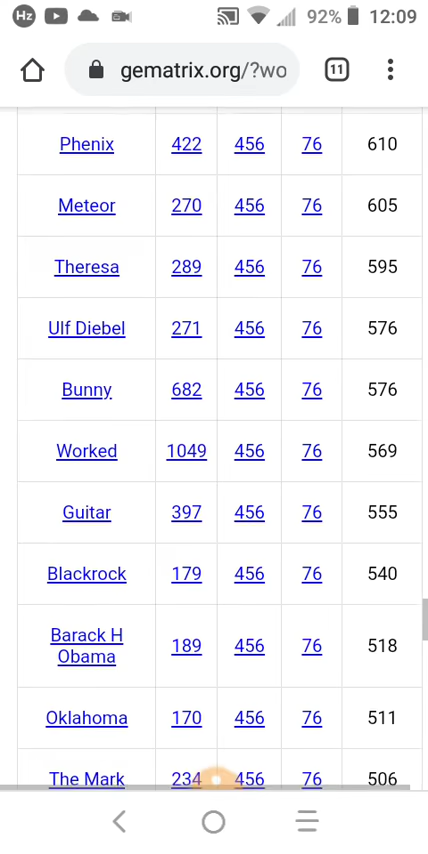 Hz 92% 12:09
gematrix.org/?wo 11
Phenix 422 456 76 610
Meteor 270 456 76 605
Theresa 289 456 76 595
Ulf Diebel 271 456 76 576
Bunny 682 456 76 576
Worked 1049 456 76 569
Guitar 397 456 76 555
Blackrock 179 456 76 540
Barack H
Obama 189 456 76 518
Oklahoma 170 456 76 511
The Mark 234 456 76 506